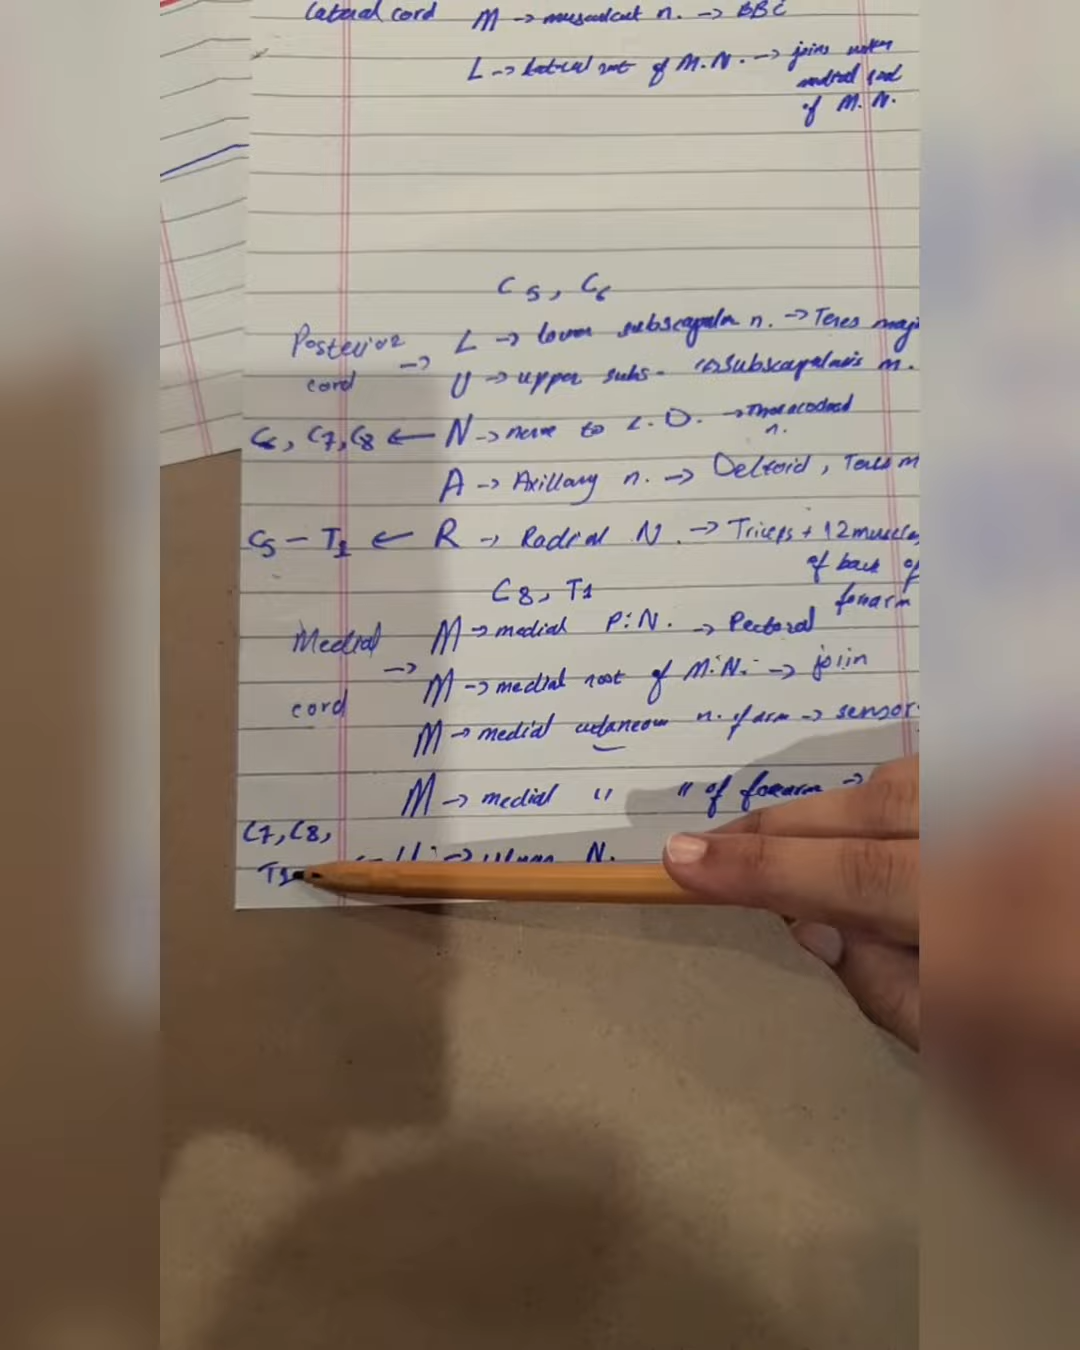 lateral cord M → musculocut n. → BBC
L → lateral root of M.N. → joins
medial
of M.N.
C5, C6
Posterior L → lower subscapular n. → Teres maj
cord → U → upper subs- subscapularis m.
C6, C7, C8 ← N → nerve to L.D. → Thoracodosal
n.
A → Axillary n. → Deltoid, Teres m
C5 – T1 ← R → Radial N. → Triceps + 12 muscles
of back of
forearm
C8, T1
Medial M → medial P.N. → Pectoral
→ M → medial root of M.N. → join
cord
M → medial cutaneous n. of arm → sensor
M → medial " " of forearm →
C7, C8,
U → ulnar N.
T1